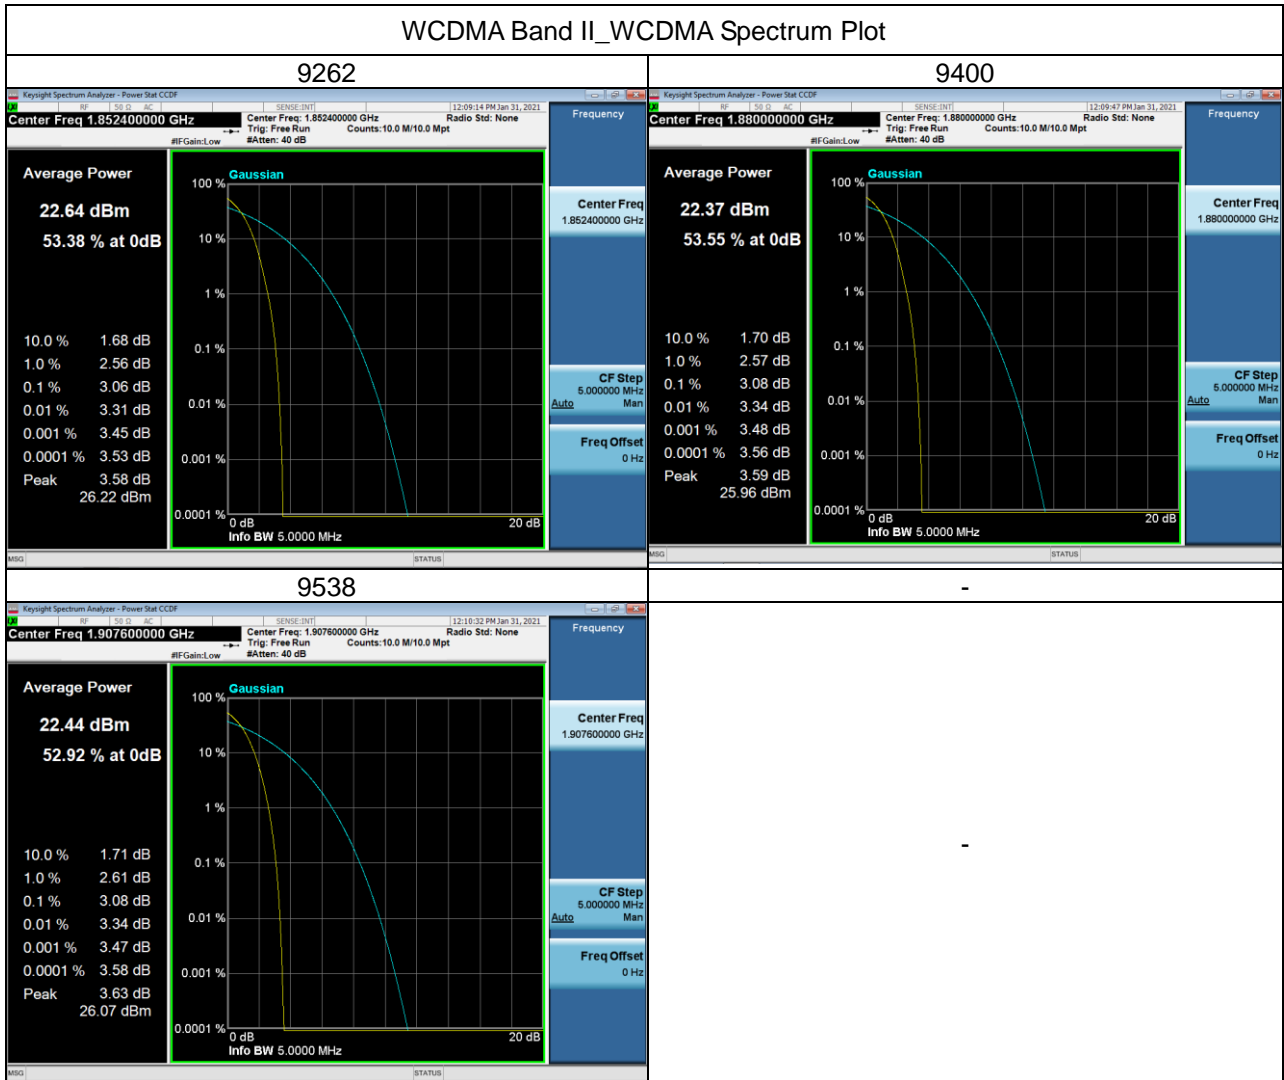 WCDMA Band II_WCDMA Spectrum Plot
9262
9400
Keysight Spectrum Analyzer - Power Stat CCDF
RF 50 Ω AC SENSE:INT 12:09:14 PM Jan 31, 2021
Center Freq 1.852400000 GHz
Center Freq: 1.852400000 GHz Radio Std: None
Trig: Free Run Counts:10.0 M/10.0 Mpt
#IFGain:Low #Atten: 40 dB
Frequency
Average Power
22.64 dBm
53.38 % at 0dB
10.0 % 1.68 dB
1.0 % 2.56 dB
0.1 % 3.06 dB
0.01 % 3.31 dB
0.001 % 3.45 dB
0.0001 % 3.53 dB
Peak 3.58 dB
26.22 dBm
Gaussian
100 %
10 %
1 %
0.1 %
0.01 %
0.001 %
0.0001 %
0 dB 20 dB
Info BW 5.0000 MHz
Center Freq
1.852400000 GHz
CF Step
5.000000 MHz
Auto Man
Freq Offset
0 Hz
MSG STATUS
Keysight Spectrum Analyzer - Power Stat CCDF
RF 50 Ω AC SENSE:INT 12:09:47 PM Jan 31, 2021
Center Freq 1.880000000 GHz
Center Freq: 1.880000000 GHz Radio Std: None
Trig: Free Run Counts:10.0 M/10.0 Mpt
#IFGain:Low #Atten: 40 dB
Frequency
Average Power
22.37 dBm
53.55 % at 0dB
10.0 % 1.70 dB
1.0 % 2.57 dB
0.1 % 3.08 dB
0.01 % 3.34 dB
0.001 % 3.48 dB
0.0001 % 3.56 dB
Peak 3.59 dB
25.96 dBm
Gaussian
100 %
10 %
1 %
0.1 %
0.01 %
0.001 %
0.0001 %
0 dB 20 dB
Info BW 5.0000 MHz
Center Freq
1.880000000 GHz
CF Step
5.000000 MHz
Auto Man
Freq Offset
0 Hz
MSG STATUS
9538
-
Keysight Spectrum Analyzer - Power Stat CCDF
RF 50 Ω AC SENSE:INT 12:10:32 PM Jan 31, 2021
Center Freq 1.907600000 GHz
Center Freq: 1.907600000 GHz Radio Std: None
Trig: Free Run Counts:10.0 M/10.0 Mpt
#IFGain:Low #Atten: 40 dB
Frequency
Average Power
22.44 dBm
52.92 % at 0dB
10.0 % 1.71 dB
1.0 % 2.61 dB
0.1 % 3.08 dB
0.01 % 3.34 dB
0.001 % 3.47 dB
0.0001 % 3.58 dB
Peak 3.63 dB
26.07 dBm
Gaussian
100 %
10 %
1 %
0.1 %
0.01 %
0.001 %
0.0001 %
0 dB 20 dB
Info BW 5.0000 MHz
Center Freq
1.907600000 GHz
CF Step
5.000000 MHz
Auto Man
Freq Offset
0 Hz
MSG STATUS
-